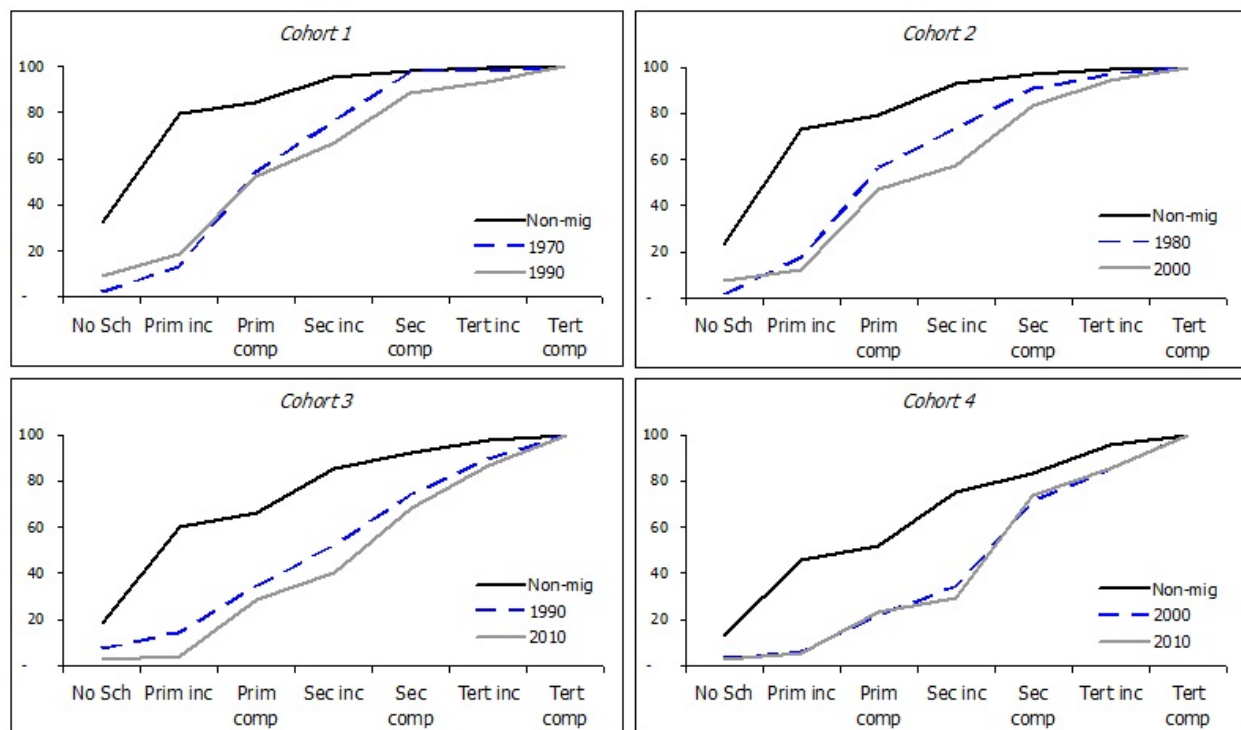 Cohort 1
100
80
60
40
20
-
Non-mig
1970
1990
No Sch Prim inc Prim comp Sec inc Sec comp Tert inc Tert comp
Cohort 2
100
80
60
40
20
-
Non-mig
1980
2000
No Sch Prim inc Prim comp Sec inc Sec comp Tert inc Tert comp
Cohort 3
100
80
60
40
20
-
Non-mig
1990
2010
No Sch Prim inc Prim comp Sec inc Sec comp Tert inc Tert comp
Cohort 4
100
80
60
40
20
-
Non-mig
2000
2010
No Sch Prim inc Prim comp Sec inc Sec comp Tert inc Tert comp